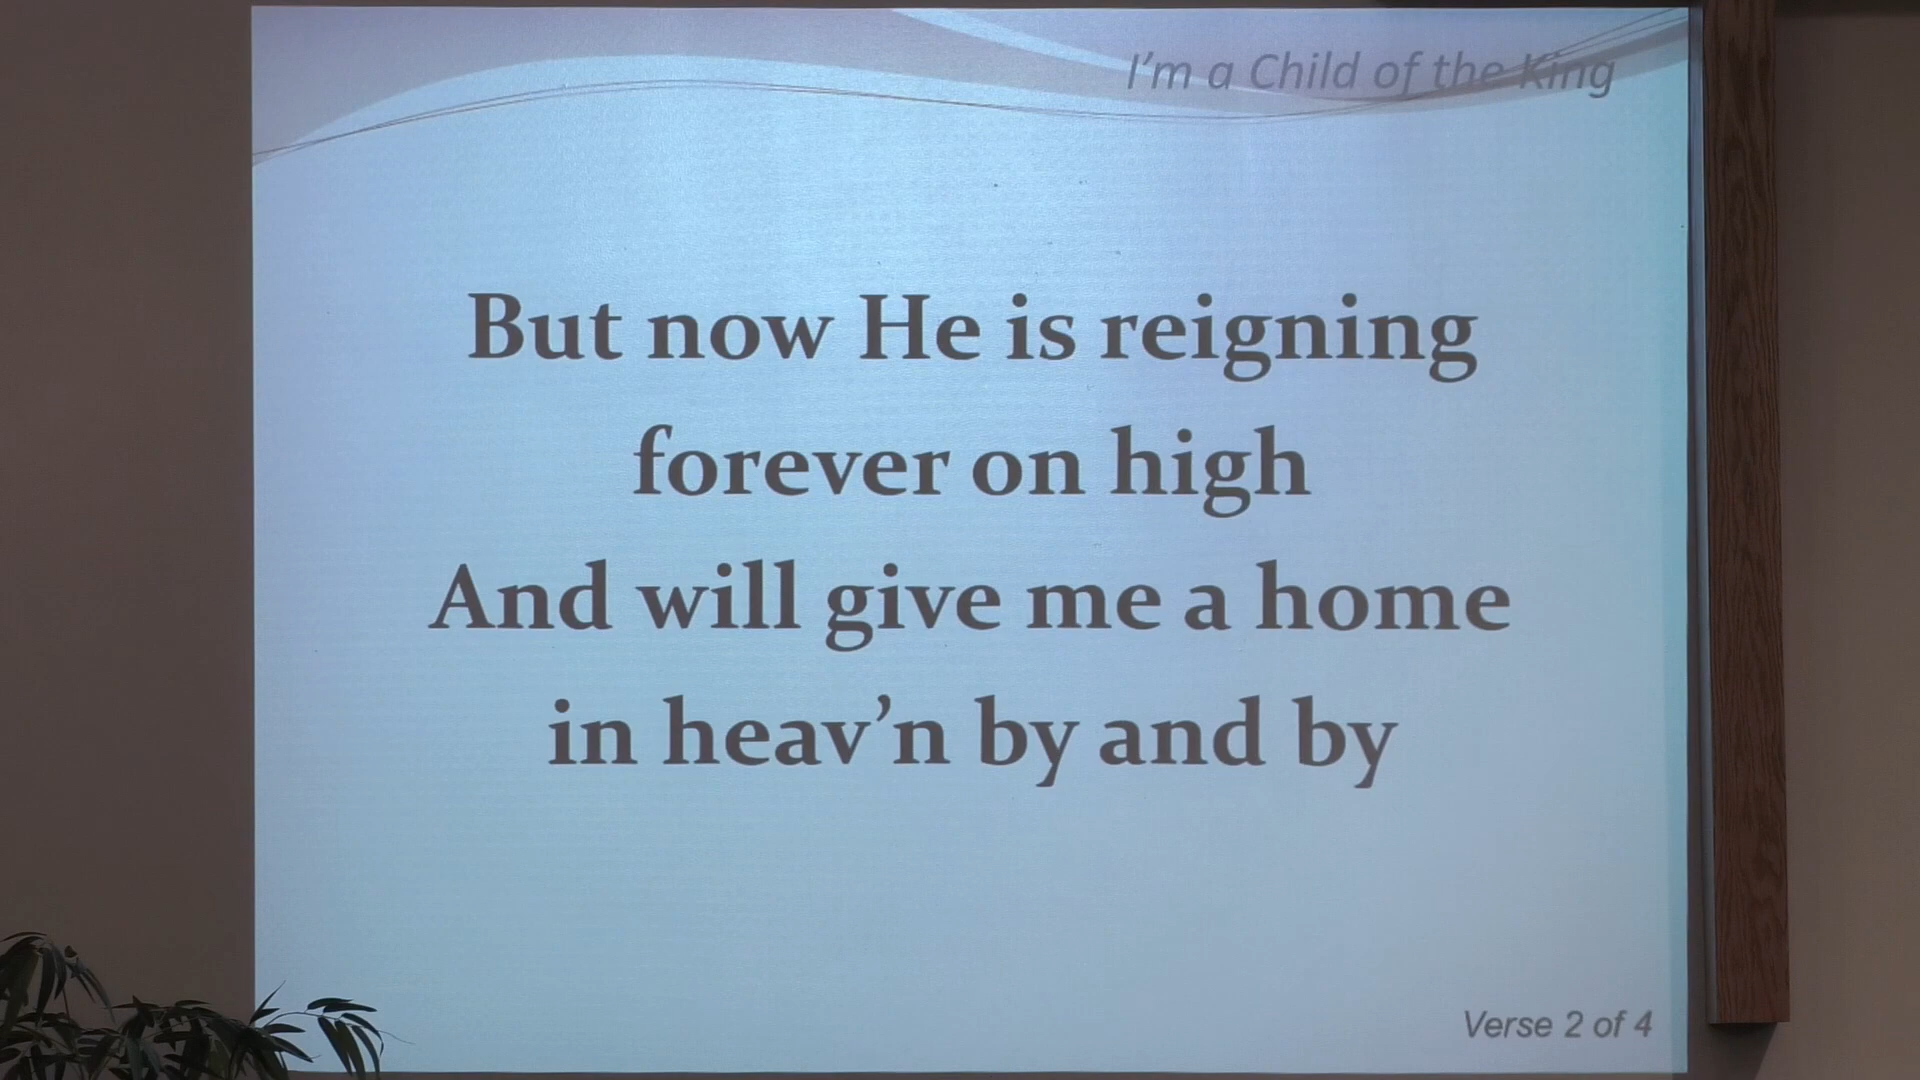 I'm a Child of the King
But now He is reigning
forever on high
And will give me a home
in heav’n by and by
Verse 2 of 4